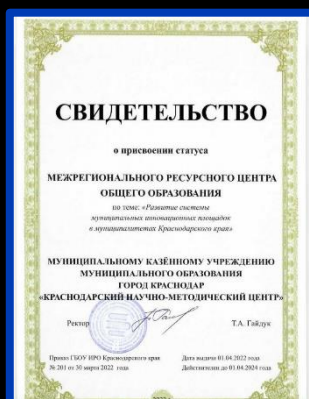 СВИДЕТЕЛЬСТВО
о присвоении статуса
МЕЖРЕГИОНАЛЬНОГО РЕСУРСНОГО ЦЕНТРА
ОБЩЕГО ОБРАЗОВАНИЯ
по теме: «Развитие системы
муниципальных инновационных площадок
в муниципалитетах Краснодарского края»
МУНИЦИПАЛЬНОМУ КАЗЁННОМУ УЧРЕЖДЕНИЮ
МУНИЦИПАЛЬНОГО ОБРАЗОВАНИЯ
ГОРОД КРАСНОДАР
«КРАСНОДАРСКИЙ НАУЧНО-МЕТОДИЧЕСКИЙ ЦЕНТР»
Ректор Т.А. Гайдук
Приказ ГБОУ ИРО Краснодарского края Дата выдачи 01.04.2022 года
№ 201 от 30 марта 2022 года Действителен до 01.04.2024 года